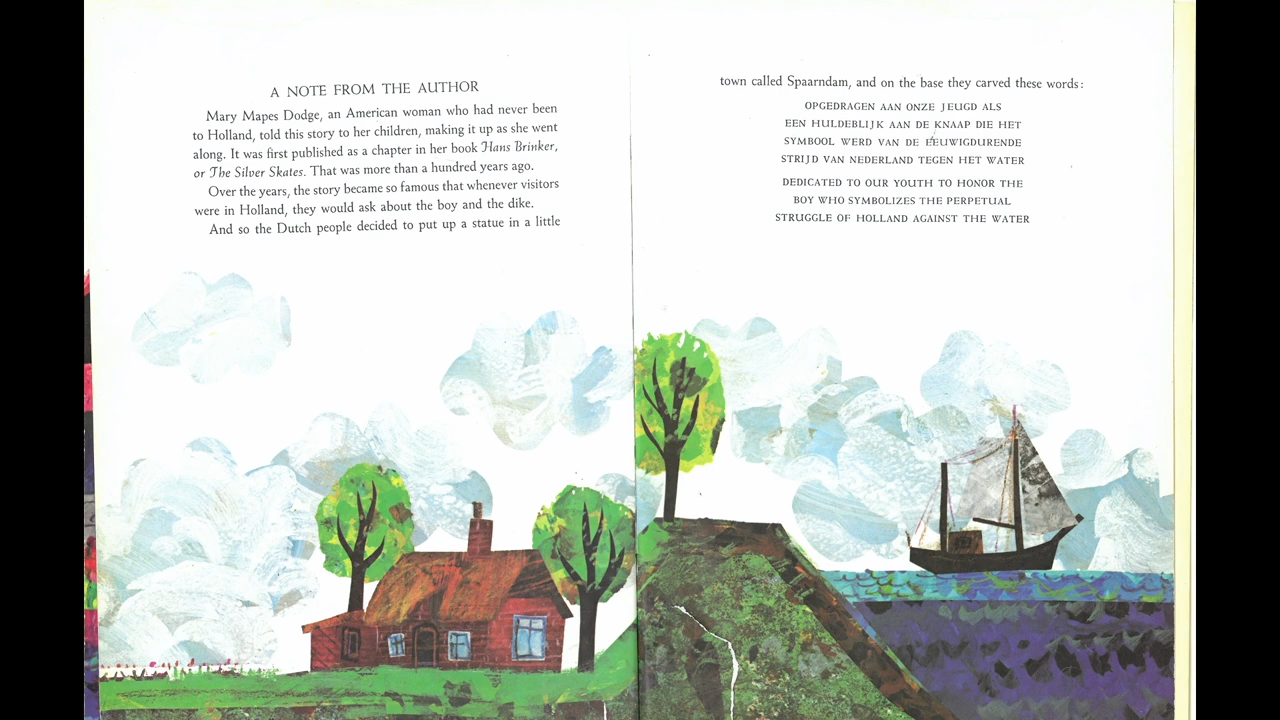 A NOTE FROM THE AUTHOR
Mary Mapes Dodge, an American woman who had never been
to Holland, told this story to her children, making it up as she went
along. It was first published as a chapter in her book Hans Brinker,
or The Silver Skates. That was more than a hundred years ago.
Over the years, the story became so famous that whenever visitors
were in Holland, they would ask about the boy and the dike.
And so the Dutch people decided to put up a statue in a little
town called Spaarndam, and on the base they carved these words:
OPGEDRAGEN AAN ONZE JEUGD ALS
EEN HULDEBLIJK AAN DE KNAAP DIE HET
SYMBOOL WERD VAN DE EEUWIGDURENDE
STRIJD VAN NEDERLAND TEGEN HET WATER
DEDICATED TO OUR YOUTH TO HONOR THE
BOY WHO SYMBOLIZES THE PERPETUAL
STRUGGLE OF HOLLAND AGAINST THE WATER